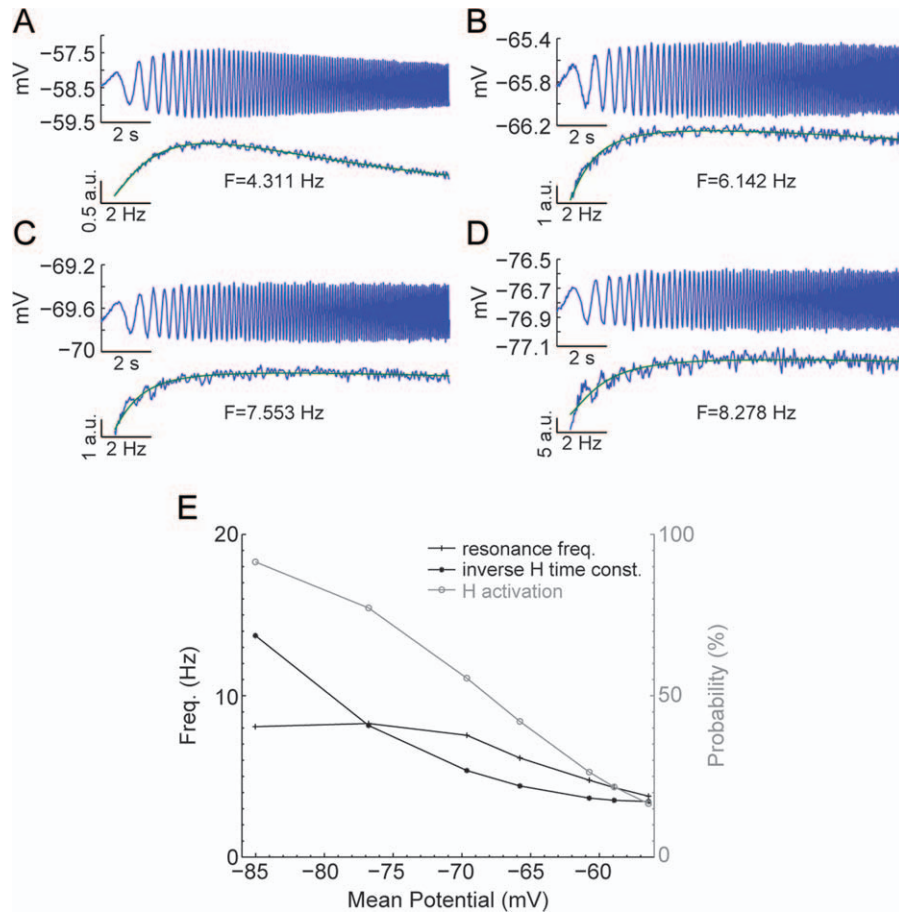 A
mV
−57.5
−58.5
−59.5
2 s
0.5 a.u.
2 Hz
F=4.311 Hz
B
mV
−65.4
−65.8
−66.2
2 s
1 a.u.
2 Hz
F=6.142 Hz
C
mV
−69.2
−69.6
−70
2 s
1 a.u.
2 Hz
F=7.553 Hz
D
mV
−76.5
−76.7
−76.9
−77.1
2 s
5 a.u.
2 Hz
F=8.278 Hz
E
20
10
0
Freq. (Hz)
resonance freq.
inverse H time const.
H activation
100
50
0
Probability (%)
−85 −80 −75 −70 −65 −60
Mean Potential (mV)